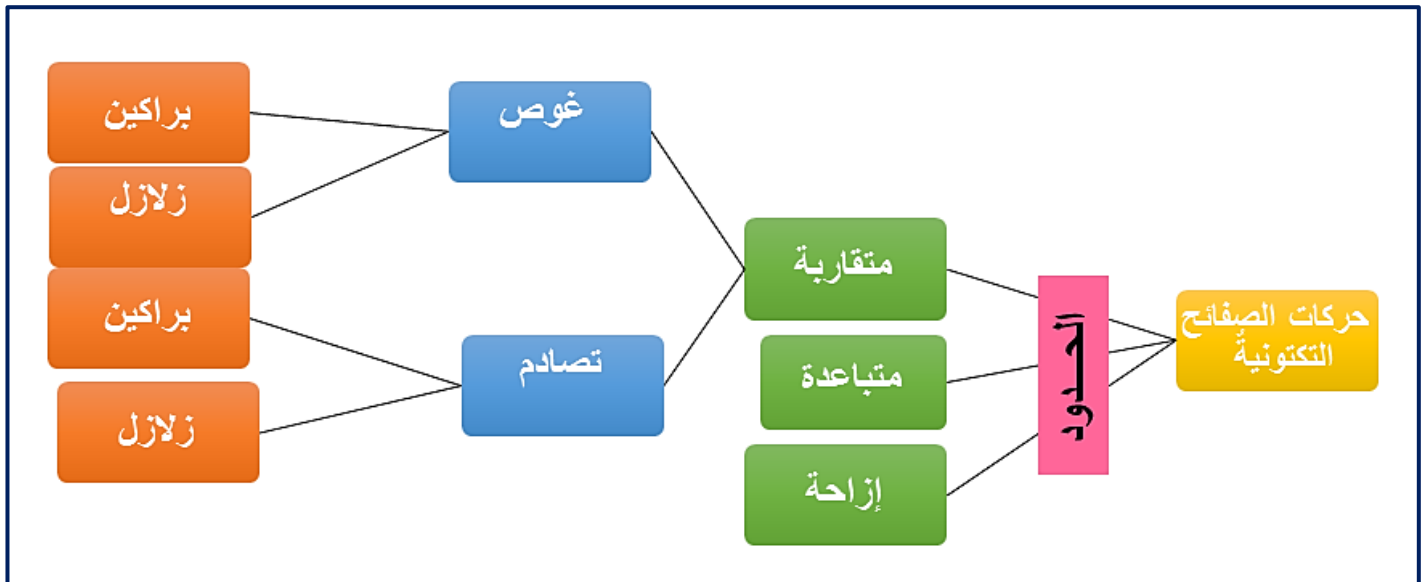 حركات الصفائح
التكتونية
الحدود
متقاربة
متباعدة
إزاحة
غوص
تصادم
براكين
زلازل
براكين
زلازل